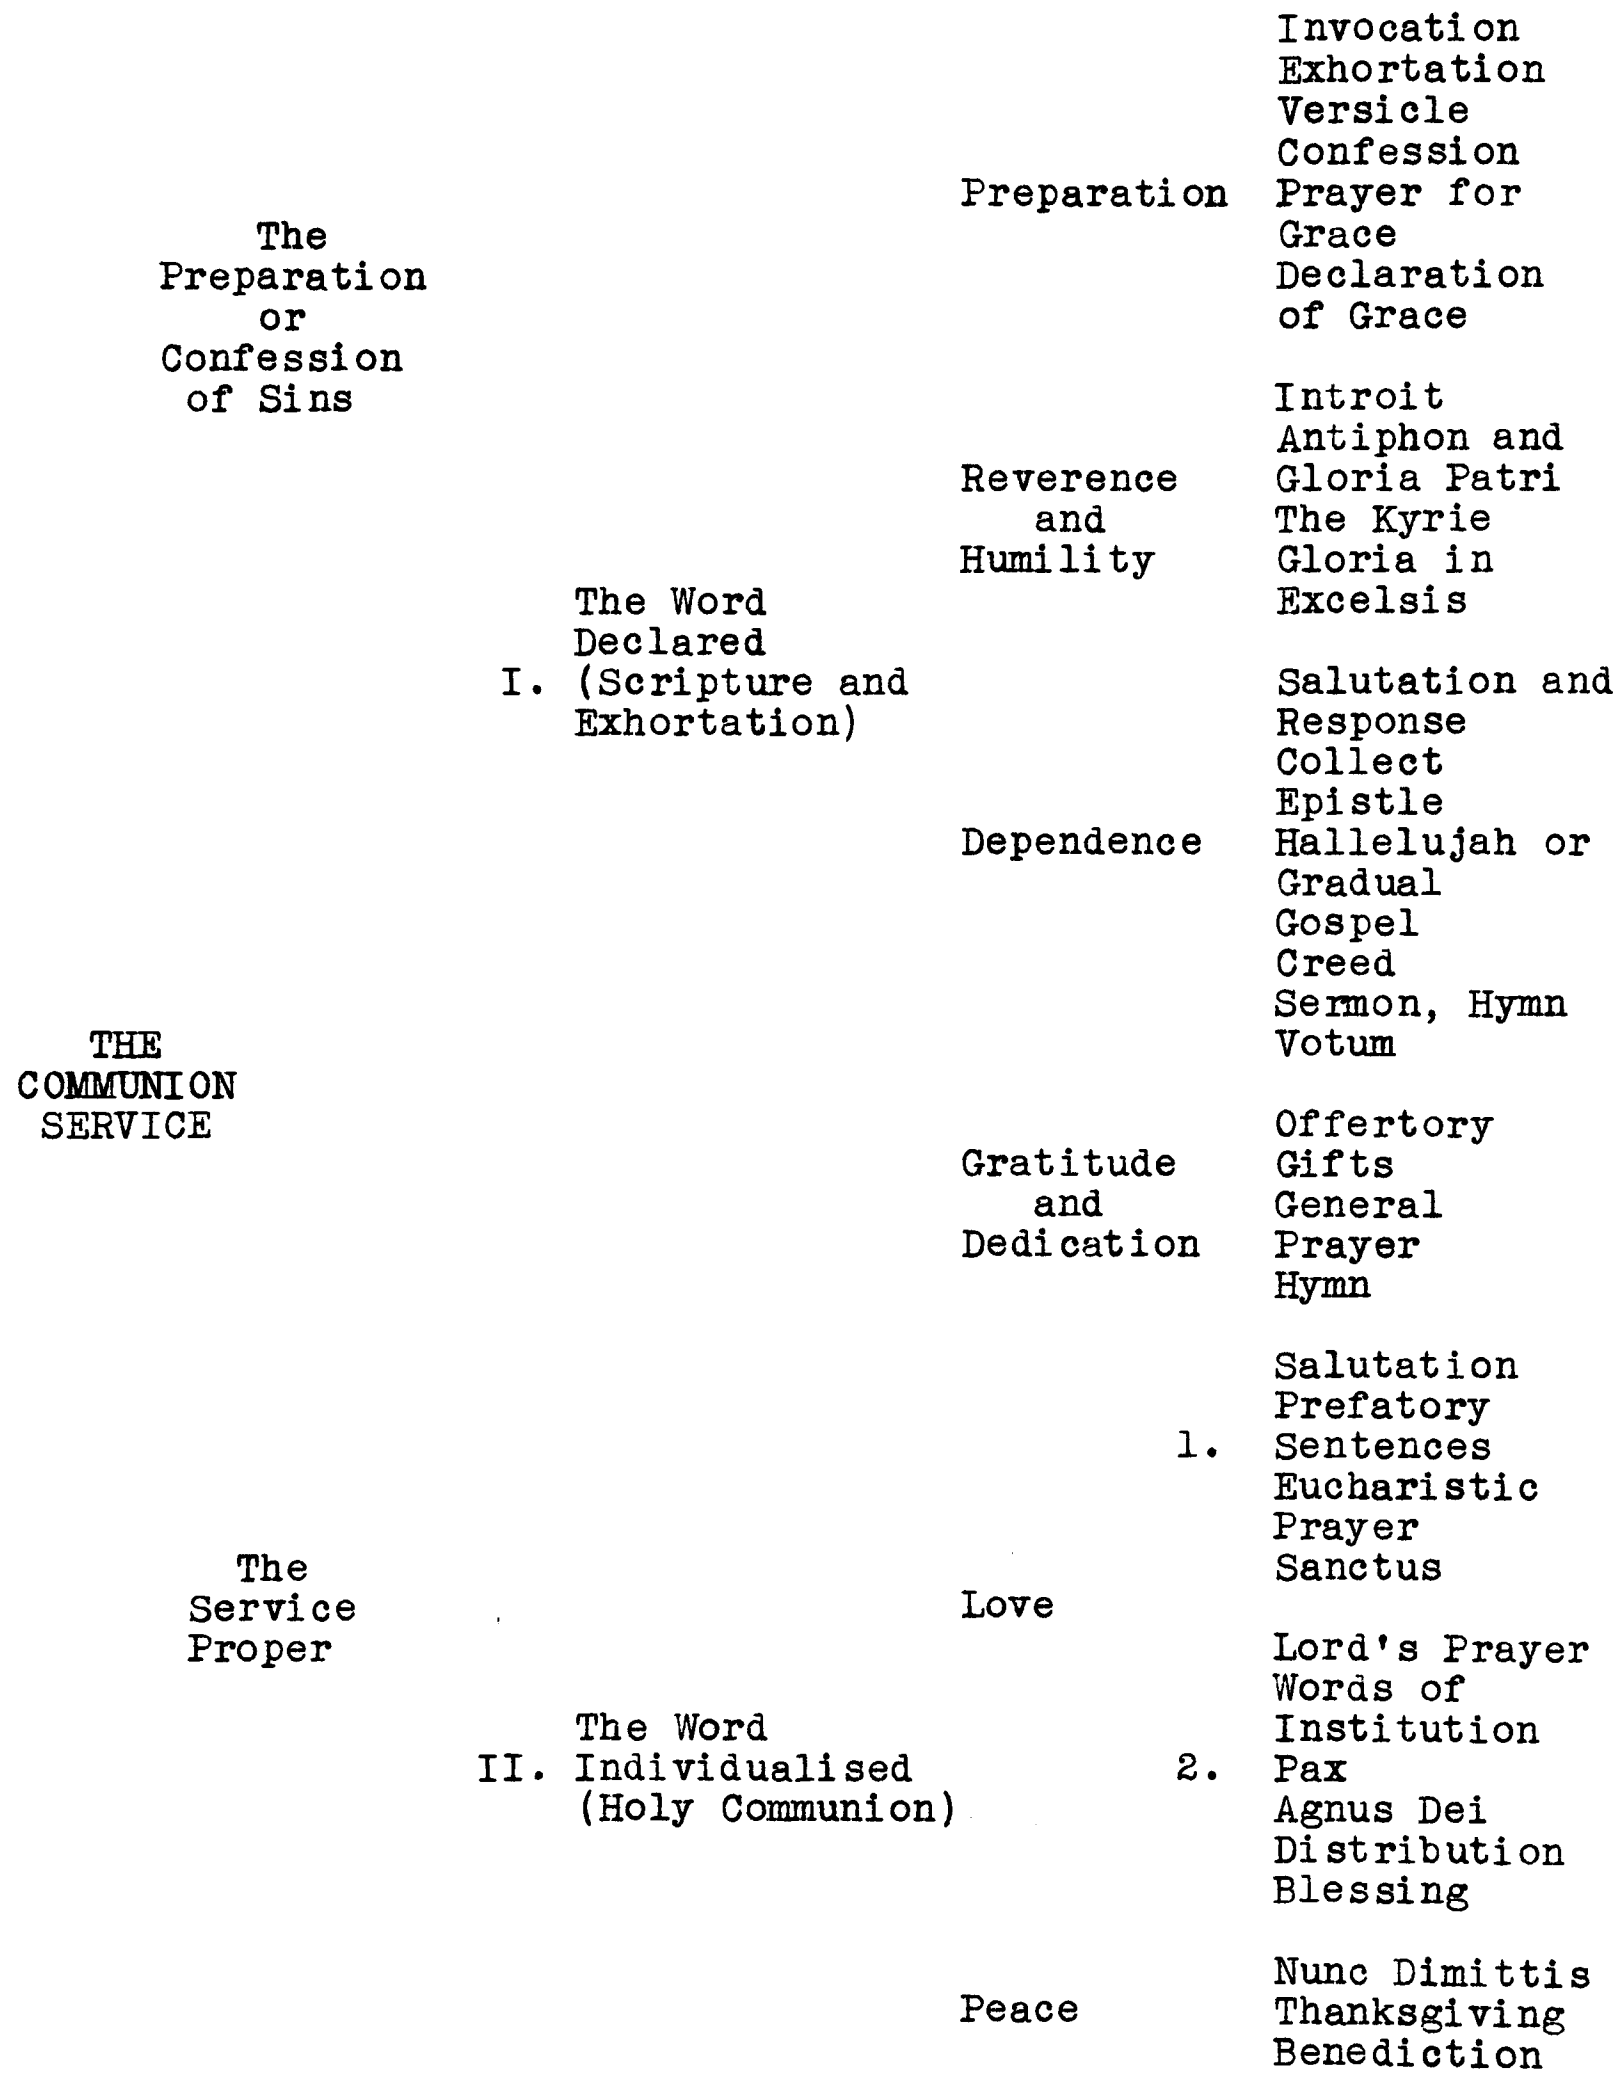 THE
COMMUNION
SERVICE
The
Preparation
or
Confession
of Sins
Preparation
Invocation
Exhortation
Versicle
Confession
Prayer for
Grace
Declaration
of Grace
The
Service
Proper
I. The Word
Declared
(Scripture and
Exhortation)
Reverence
and
Humility
Introit
Antiphon and
Gloria Patri
The Kyrie
Gloria in
Excelsis
Dependence
Salutation and
Response
Collect
Epistle
Hallelujah or
Gradual
Gospel
Creed
Sermon, Hymn
Votum
Gratitude
and
Dedication
Offertory
Gifts
General
Prayer
Hymn
II. The Word
Individualised
(Holy Communion)
Love
1. Salutation
Prefatory
Sentences
Eucharistic
Prayer
Sanctus
2. Lord's Prayer
Words of
Institution
Pax
Agnus Dei
Distribution
Blessing
Peace
Nunc Dimittis
Thanksgiving
Benediction